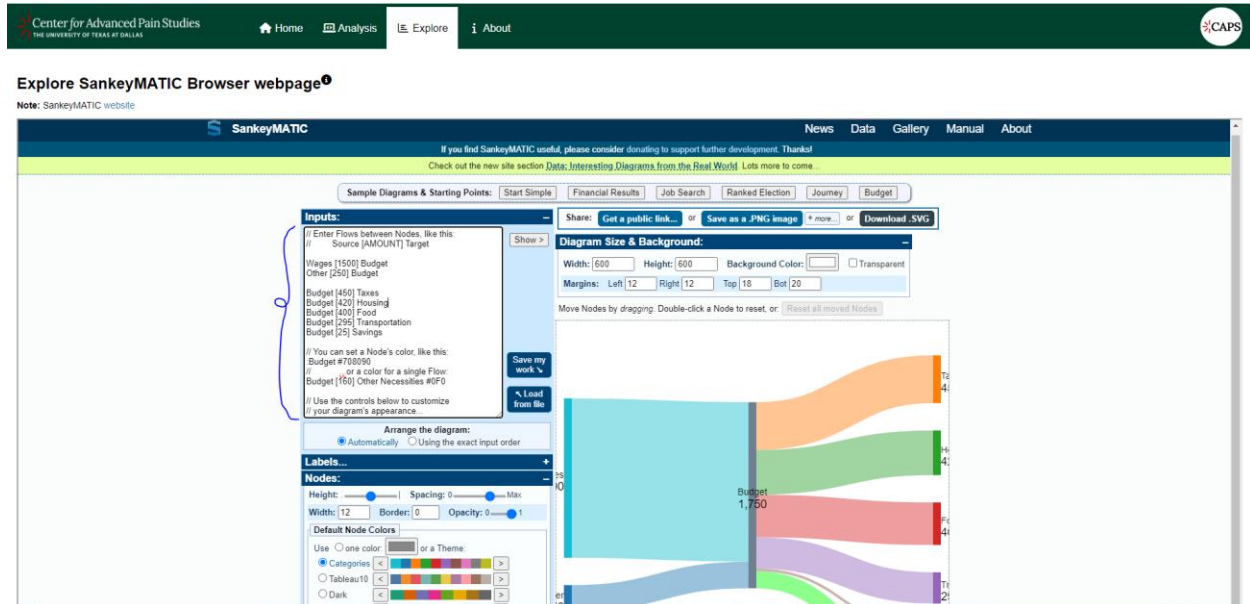 Center for Advanced Pain Studies
THE UNIVERSITY OF TEXAS AT DALLAS
Home Analysis Explore About
CAPS
Explore SankeyMATIC Browser webpage
Note: SankeyMATIC website
SankeyMATIC News Data Gallery Manual About
If you find SankeyMATIC useful, please consider donating to support further development. Thanks!
Check out the new site section Data: Interesting Diagrams from the Real World. Lots more to come...
Sample Diagrams & Starting Points: Start Simple Financial Results Job Search Ranked Election Journey Budget
Inputs: –
// Enter Flows between Nodes, like this:
// Source [AMOUNT] Target
Wages [1500] Budget
Other [250] Budget
Budget [450] Taxes
Budget [420] Housing
Budget [400] Food
Budget [295] Transportation
Budget [25] Savings
// You can set a Node's color, like this:
:Budget #708090
// ...or a color for a single Flow:
Budget [160] Other Necessities #0F0
// Use the controls below to customize
// your diagram's appearance...
Show >
Save my
work ↘
↖ Load
from file
Arrange the diagram:
Automatically Using the exact input order
Labels... +
Nodes: –
Height: Spacing: 0 Max
Width: 12 Border: 0 Opacity: 0 1
Default Node Colors
Use one color: or a Theme:
Categories < >
Tableau10 < >
Dark < >
Share: Get a public link... or Save as a .PNG image + more... or Download .SVG
Diagram Size & Background: –
Width: 600 Height: 600 Background Color: Transparent
Margins: Left 12 Right 12 Top 18 Bot 20
Move Nodes by dragging. Double-click a Node to reset, or: Reset all moved Nodes
Budget
1,750